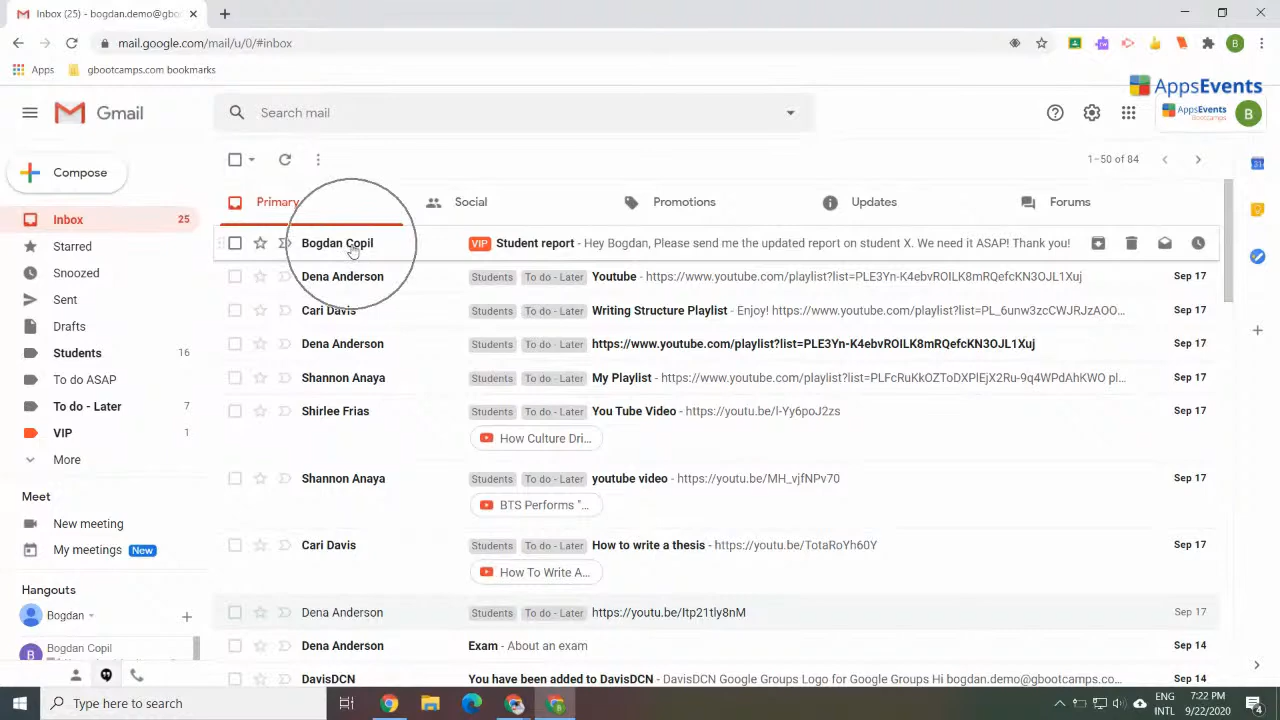 Inbox (25) - bogdan.demo@gbo
mail.google.com/mail/u/0/#inbox
B
Apps
gbootcamps.com bookmarks
AppsEvents
Gmail
Search mail
AppsEvents
Bootcamps
B
Compose
1–50 of 84
Primary
Social
Promotions
Updates
Forums
Inbox 25
Starred
Snoozed
Sent
Drafts
Students 16
To do ASAP
To do - Later 7
VIP 1
More
Bogdan Copil VIP Student report - Hey Bogdan, Please send me the updated report on student X. We need it ASAP! Thank you!
Dena Anderson Students To do - Later Youtube - https://www.youtube.com/playlist?list=PLE3Yn-K4ebvROILK8mRQefcKN3OJL1Xuj Sep 17
Cari Davis Students To do - Later Writing Structure Playlist - Enjoy! https://www.youtube.com/playlist?list=PL_6unw3zcCWJRJzAOO... Sep 17
Dena Anderson Students To do - Later https://www.youtube.com/playlist?list=PLE3Yn-K4ebvROILK8mRQefcKN3OJL1Xuj Sep 17
Shannon Anaya Students To do - Later My Playlist - https://www.youtube.com/playlist?list=PLFcRuKkOZToDXPlEjX2Ru-9q4WPdAhKWO pl... Sep 17
Shirlee Frias Students To do - Later You Tube Video - https://youtu.be/l-Yy6poJ2zs Sep 17
How Culture Dri...
Shannon Anaya Students To do - Later youtube video - https://youtu.be/MH_vjfNPv70 Sep 17
BTS Performs "...
Cari Davis Students To do - Later How to write a thesis - https://youtu.be/TotaRoYh60Y Sep 17
How To Write A...
Dena Anderson Students To do - Later https://youtu.be/Itp21tly8nM Sep 17
Dena Anderson Exam - About an exam Sep 14
DavisDCN You have been added to DavisDCN - DavisDCN Google Groups Logo for Google Groups Hi bogdan.demo@gbootcamps.co... Sep 14
Meet
New meeting
My meetings New
Hangouts
Bogdan
B Bogdan Copil
Type here to search
ENG
INTL
7:22 PM
9/22/2020
4